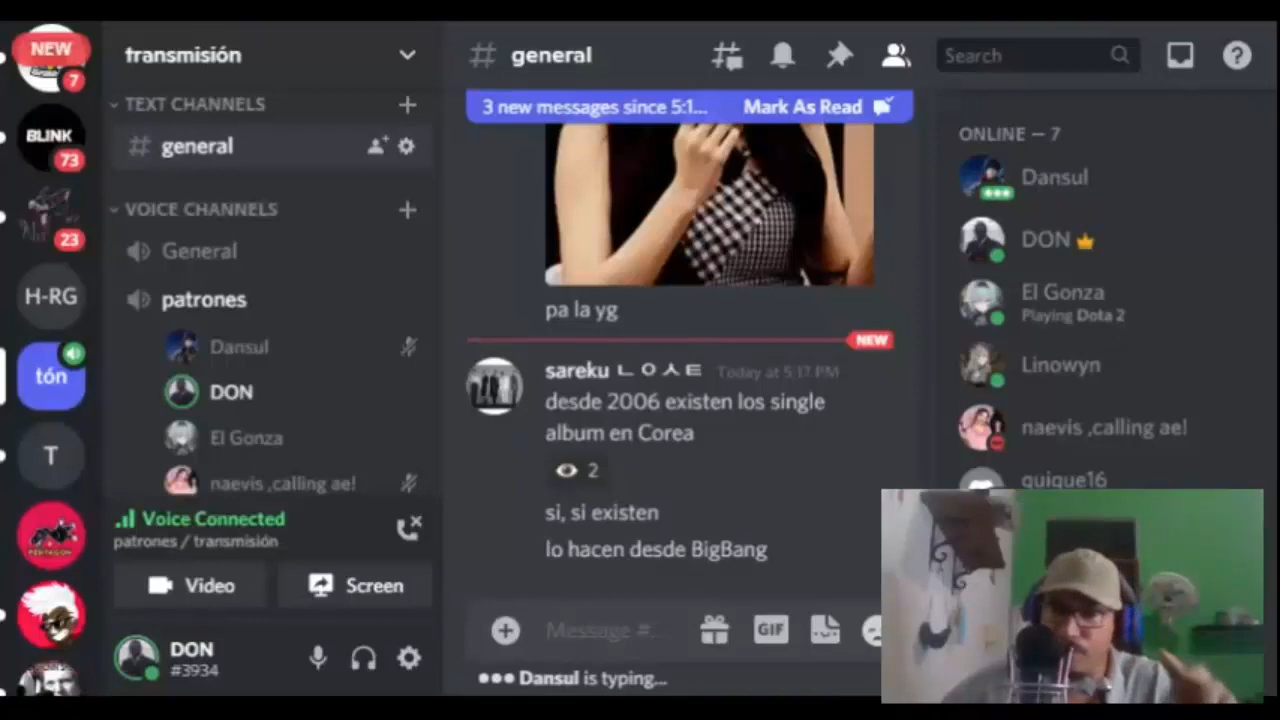 NEW
7
BLINK
73
23
H-RG
tón
T
PENTAGON
transmisión
TEXT CHANNELS
general
VOICE CHANNELS
General
patrones
Dansul
DON
El Gonza
naevis ,calling ae!
Voice Connected
patrones / transmisión
Video
Screen
DON
#3934
general
Search
3 new messages since 5:1... Mark As Read
pa la yg
NEW
sareku ㄴㅇㅅㅌ Today at 5:17 PM
desde 2006 existen los single
album en Corea
2
si, si existen
lo hacen desde BigBang
Message #...
GIF
Dansul is typing...
ONLINE — 7
Dansul
DON
El Gonza
Playing Dota 2
Linowyn
naevis ,calling ae!
quique16